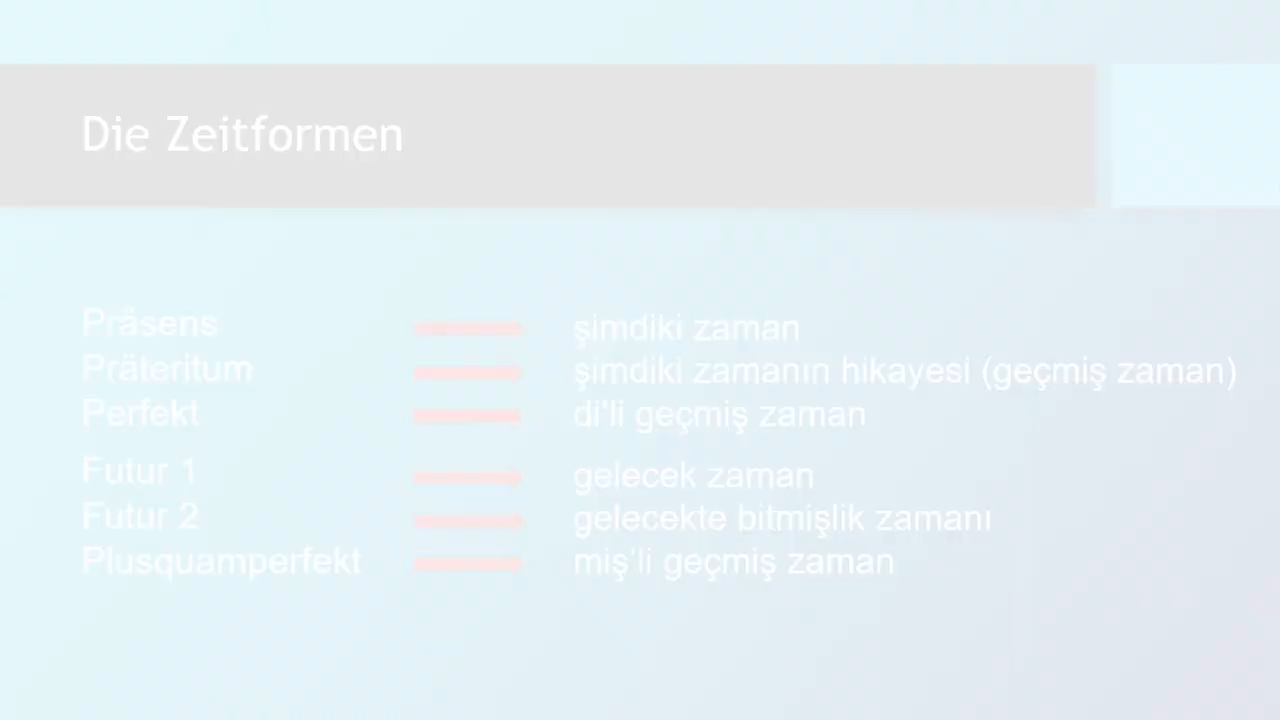 Die Zeitformen
Präsens şimdiki zaman
Präteritum şimdiki zamanın hikayesi (geçmiş zaman)
Perfekt di'li geçmiş zaman
Futur 1 gelecek zaman
Futur 2 gelecekte bitmişlik zamanı
Plusquamperfekt miş'li geçmiş zaman